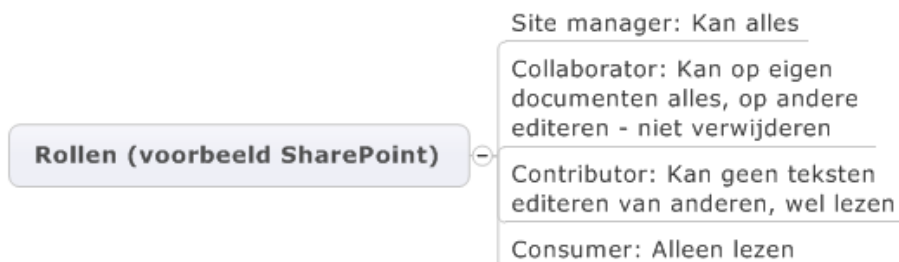 Site manager: Kan alles
Collaborator: Kan op eigen
documenten alles, op andere
editeren - niet verwijderen
Rollen (voorbeeld SharePoint)
Contributor: Kan geen teksten
editeren van anderen, wel lezen
Consumer: Alleen lezen